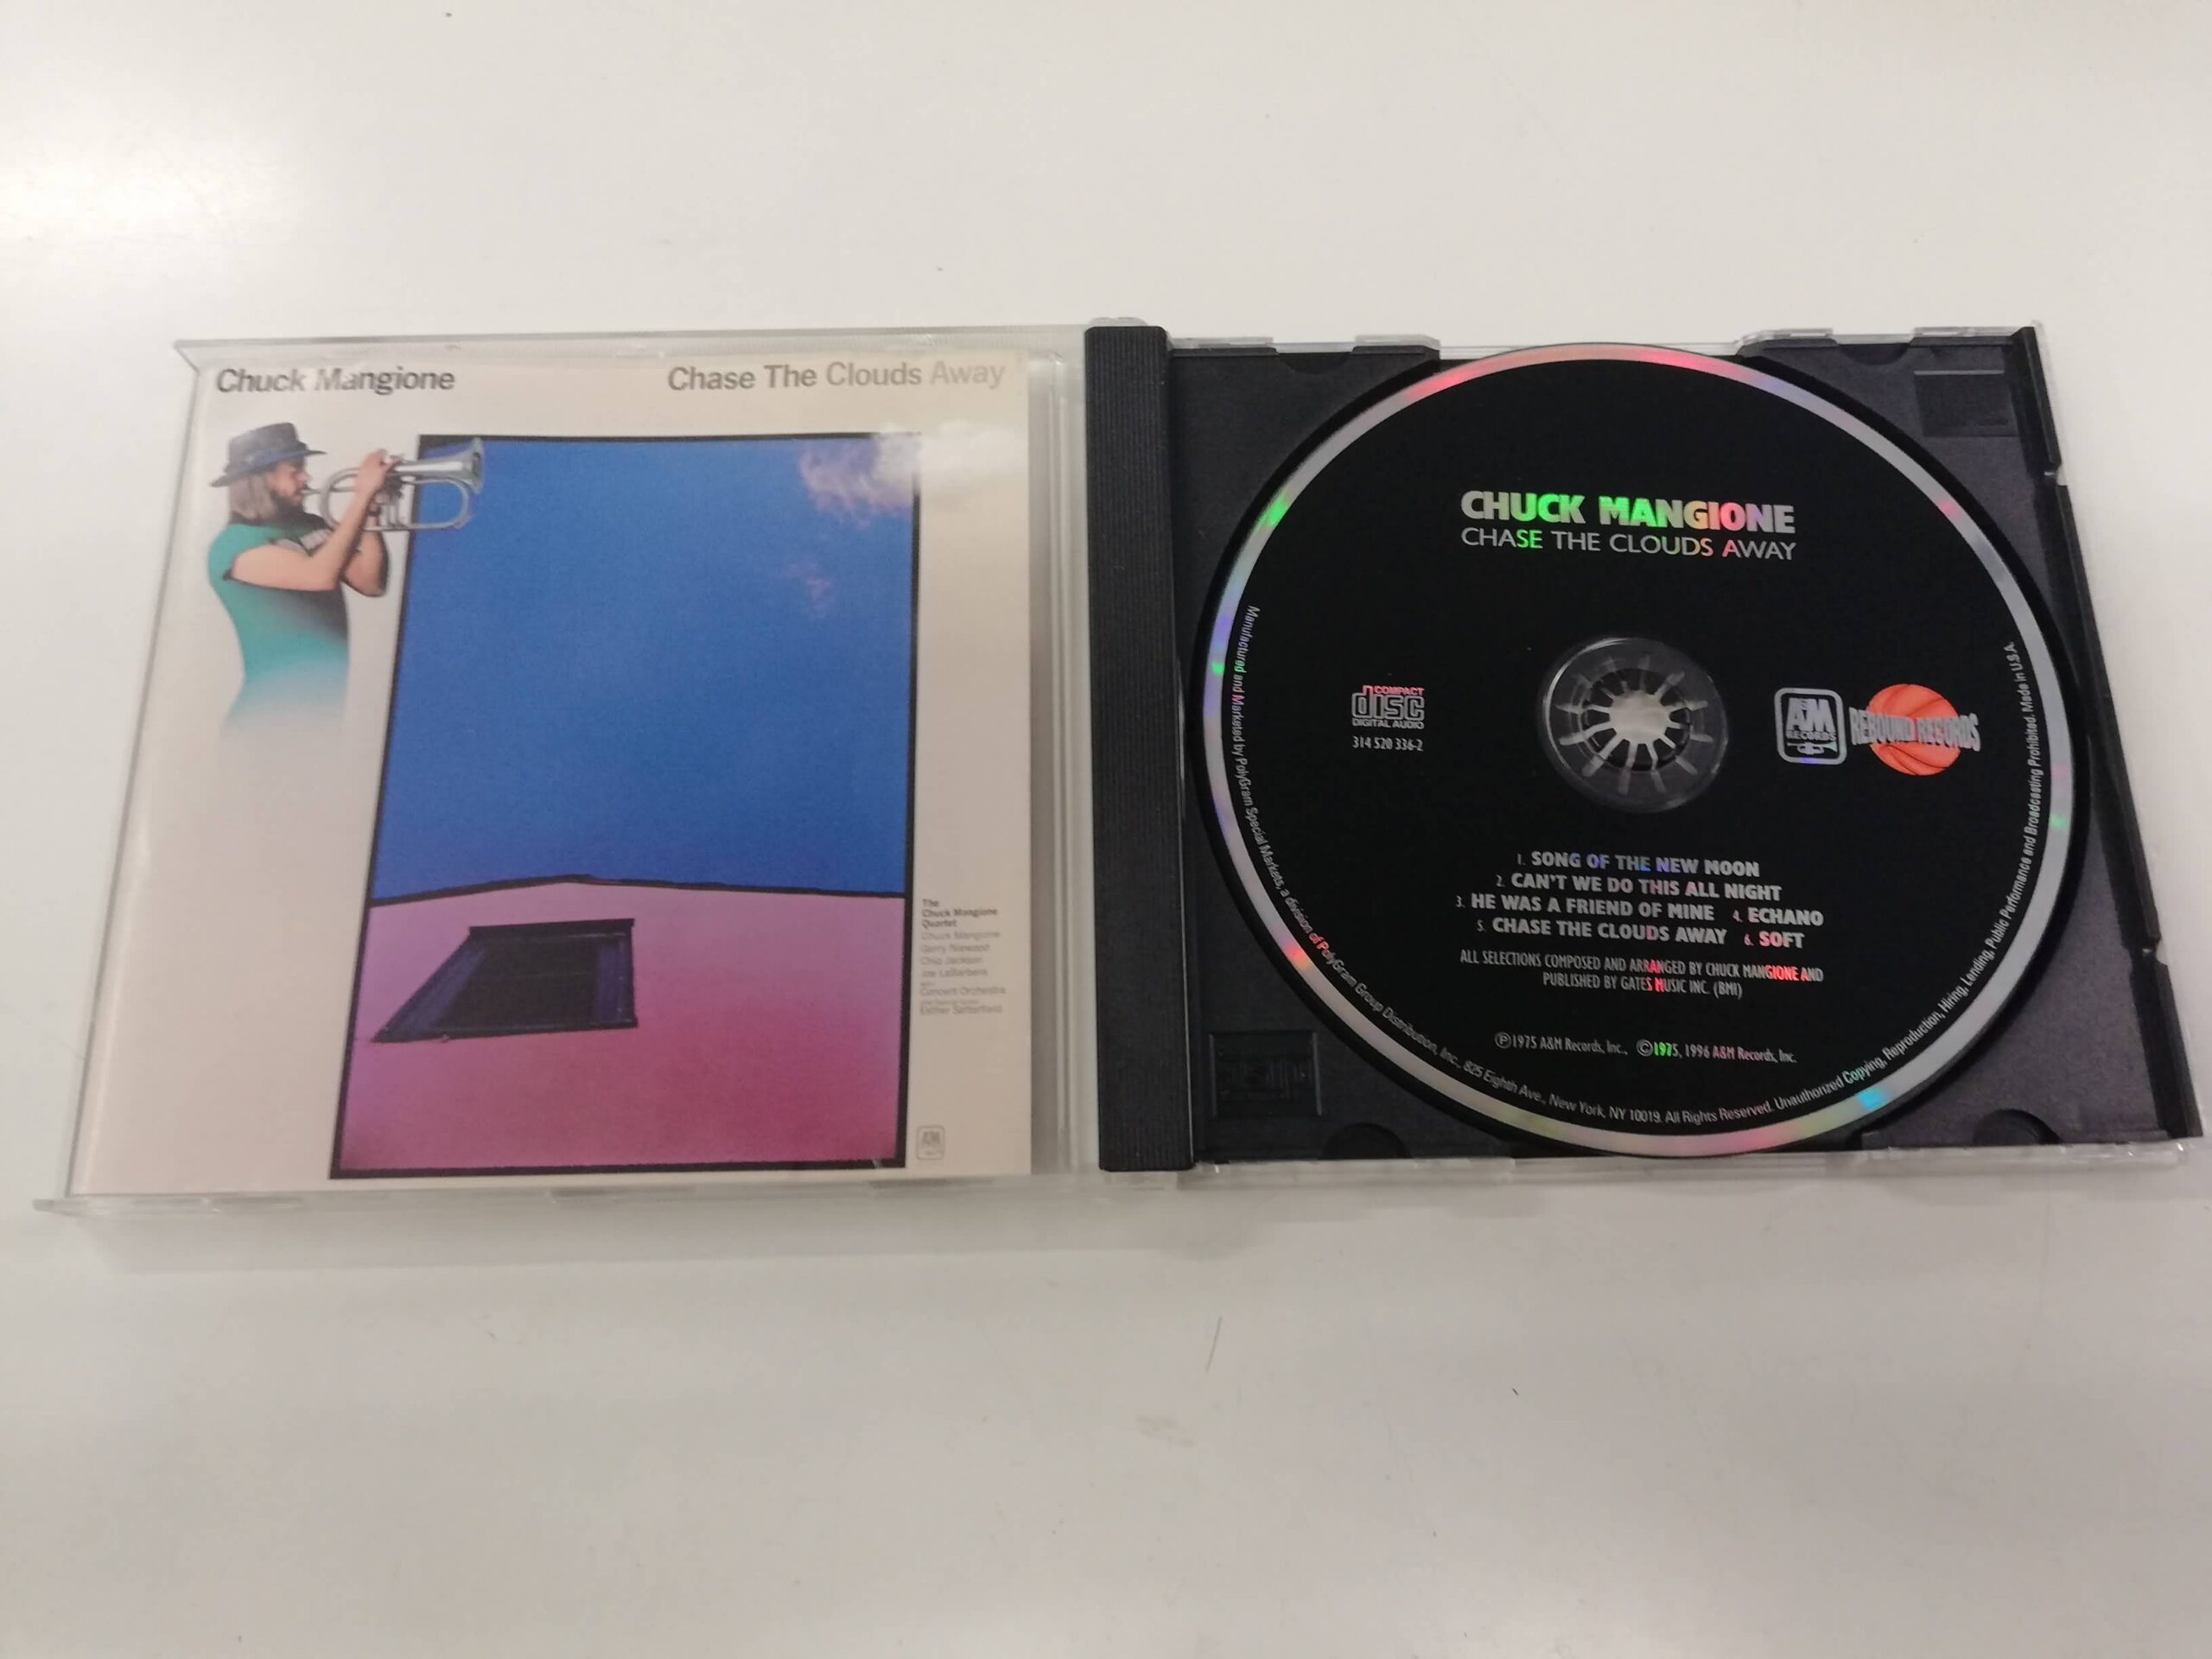 Chuck Mangione
Chase The Clouds Away
The
Chuck Mangione
Quartet
Chuck Mangione
Gerry Niewood
Chip Jackson
Joe LaBarbera
Concert Orchestra
Esther Satterfield
A&M
CHUCK MANGIONE
CHASE THE CLOUDS AWAY
COMPACT
disc
DIGITAL AUDIO
314 520 336-2
A&M
RECORDS
REBOUND RECORDS
1. SONG OF THE NEW MOON
2. CAN'T WE DO THIS ALL NIGHT
3. HE WAS A FRIEND OF MINE 4. ECHANO
5. CHASE THE CLOUDS AWAY 6. SOFT
ALL SELECTIONS COMPOSED AND ARRANGED BY CHUCK MANGIONE AND
PUBLISHED BY GATES MUSIC INC. (BMI)
℗1975 A&M Records, Inc., ©1975, 1996 A&M Records, Inc.
Manufactured and Marketed by PolyGram Special Markets, a division of PolyGram Group Distribution, Inc., 825 Eighth Ave., New York, NY 10019. All Rights Reserved. Unauthorized Copying, Reproduction, Hiring, Lending, Public Performance and Broadcasting Prohibited. Made in U.S.A.